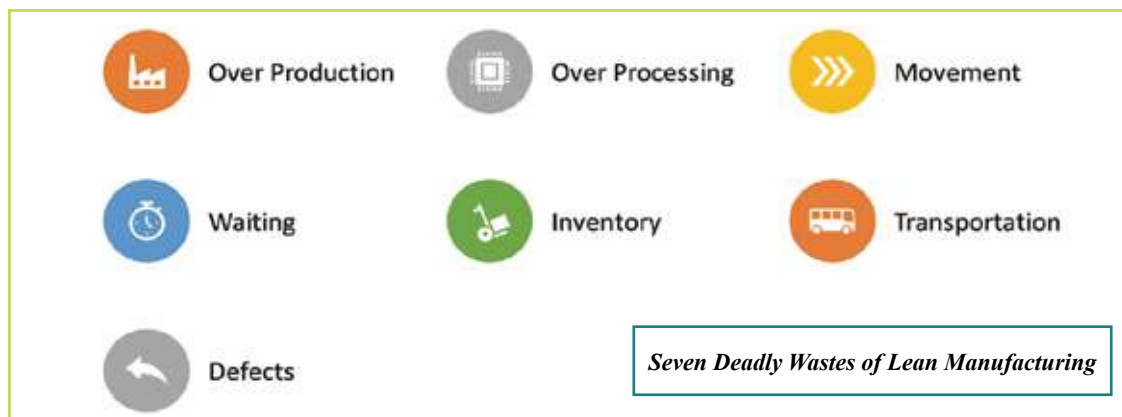 Over Production
Over Processing
Movement
Waiting
Inventory
Transportation
Defects
Seven Deadly Wastes of Lean Manufacturing